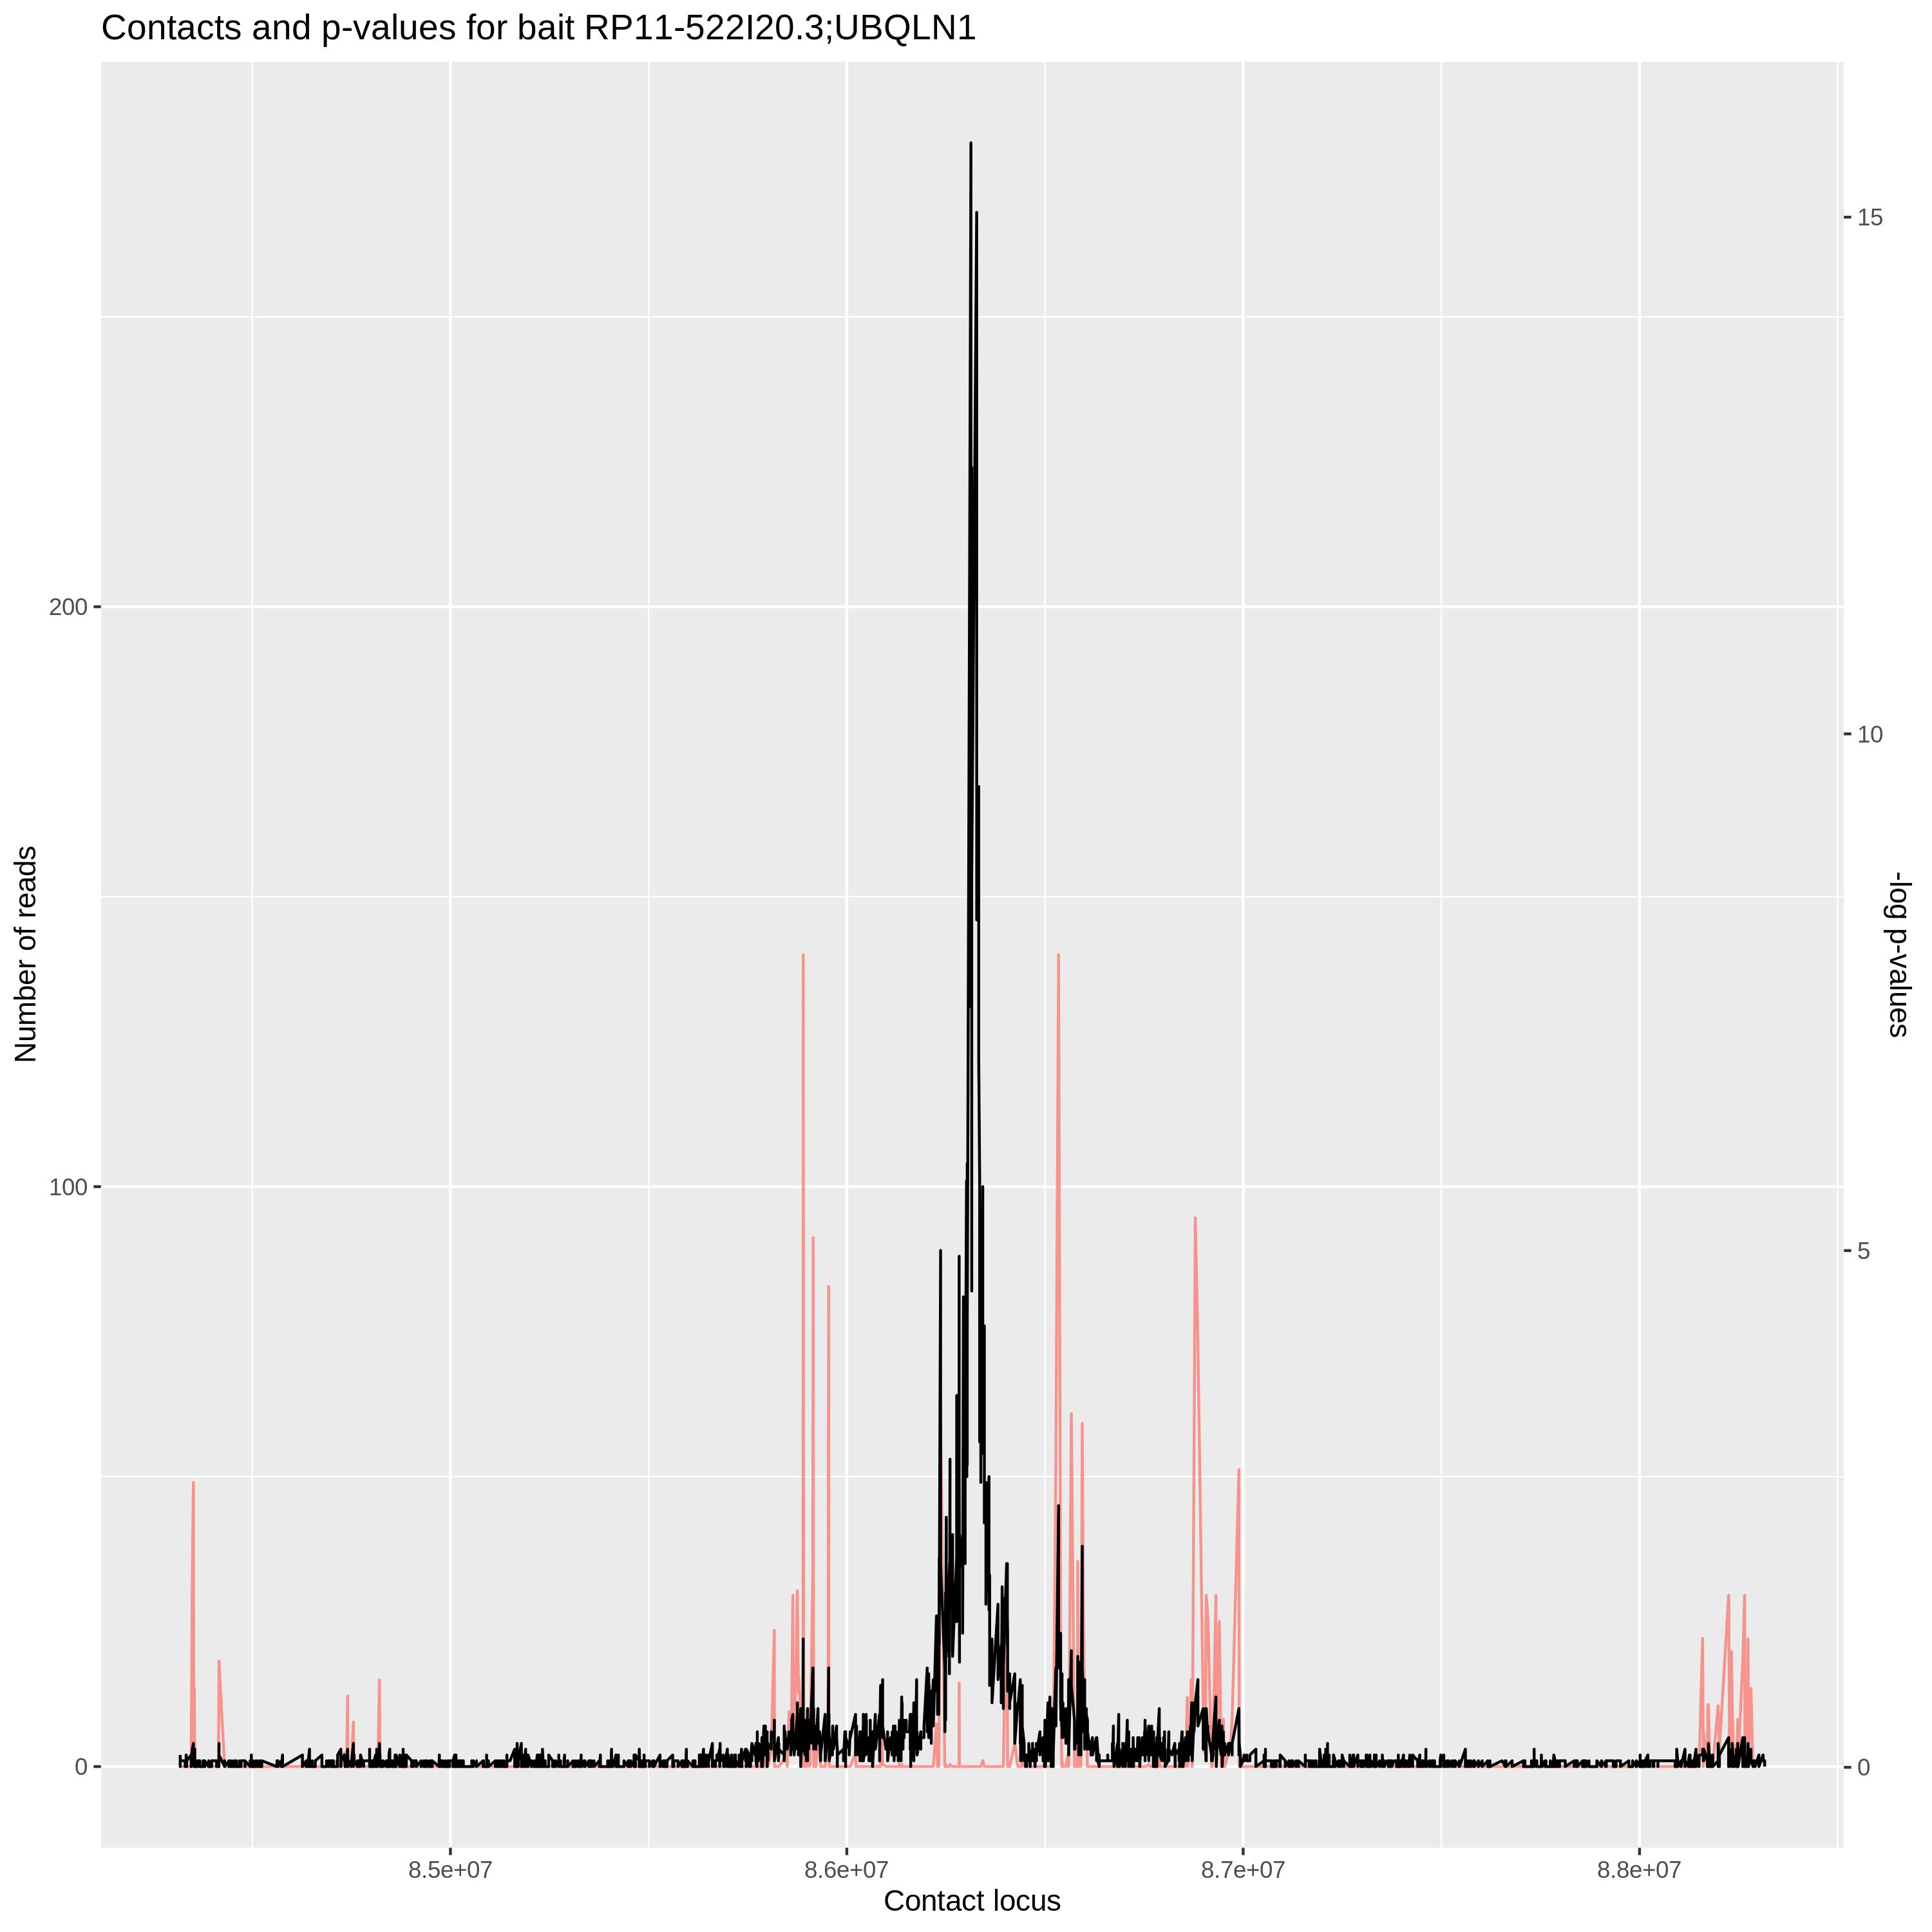 Contacts and p-values for bait RP11-522I20.3;UBQLN1
Number of reads
200
100
0
15
10
5
0
-log p-values
8.5e+07
8.6e+07
8.7e+07
8.8e+07
Contact locus